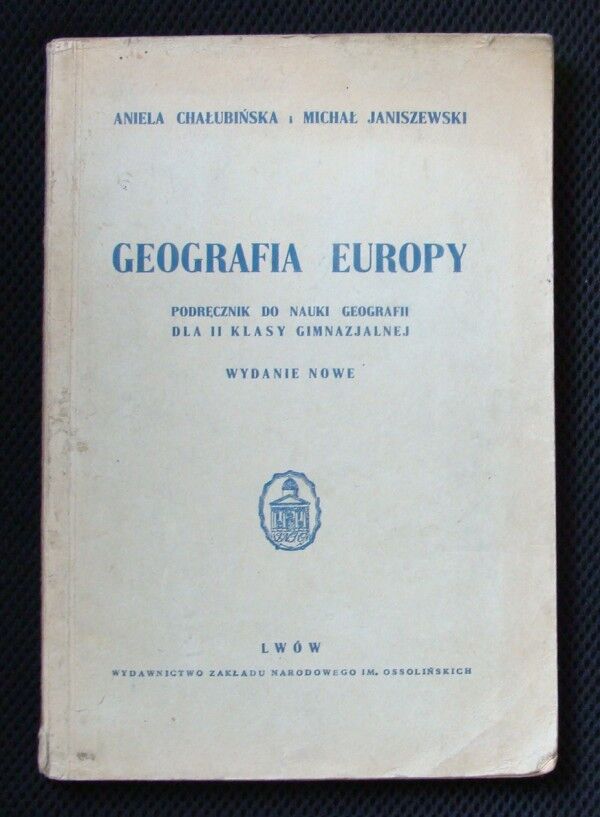 ANIELA CHAŁUBIŃSKA i MICHAŁ JANISZEWSKI
GEOGRAFIA EUROPY
PODRĘCZNIK DO NAUKI GEOGRAFII
DLA II KLASY GIMNAZJALNEJ
WYDANIE NOWE
LWÓW
WYDAWNICTWO ZAKŁADU NARODOWEGO IM. OSSOLIŃSKICH